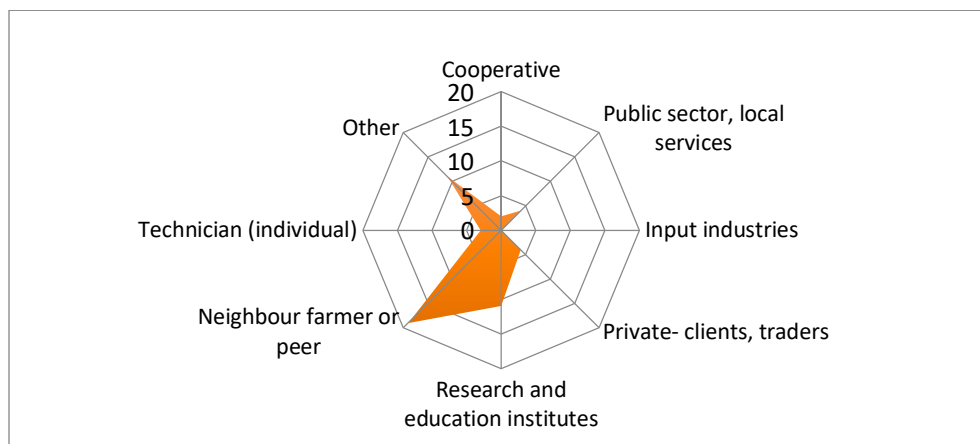 Cooperative
20
15
10
5
0
Public sector, local
services
Input industries
Private- clients, traders
Research and
education institutes
Neighbour farmer or
peer
Technician (individual)
Other